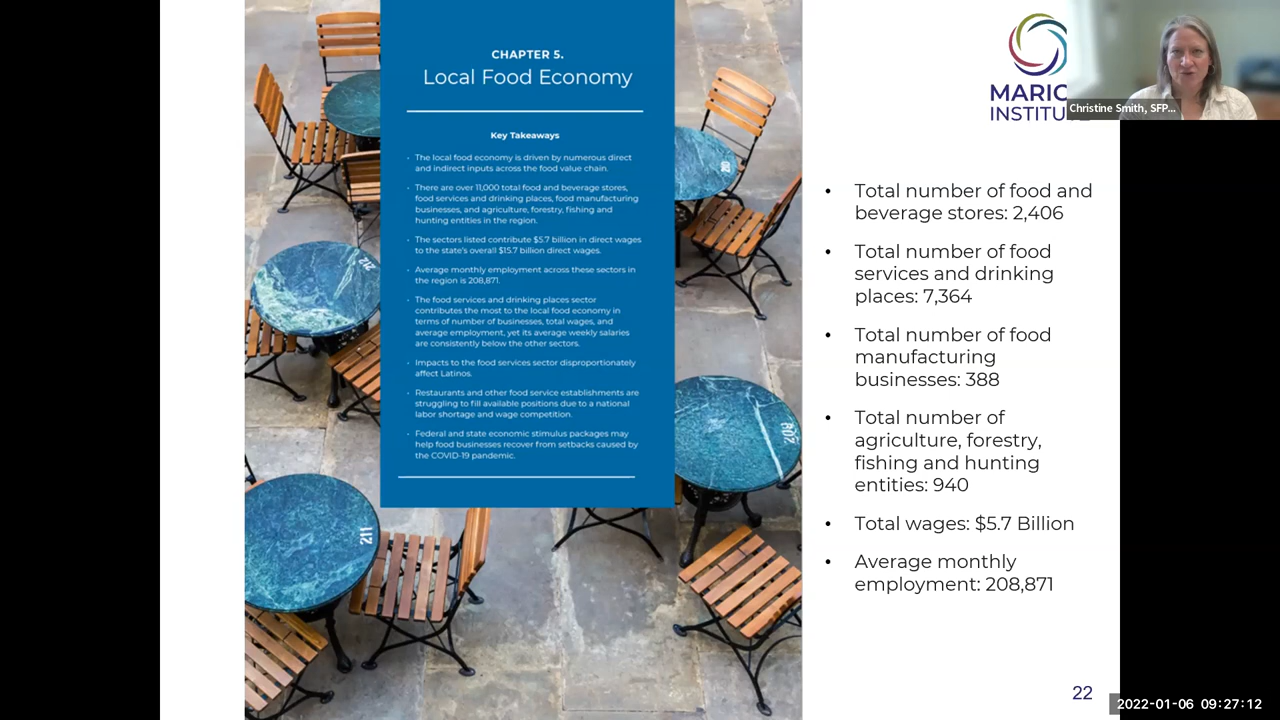 CHAPTER 5.
Local Food Economy
Key Takeaways
• The local food economy is driven by numerous direct
and indirect inputs across the food value chain.
• There are over 11,000 total food and beverage stores,
food services and drinking places, food manufacturing
businesses, and agriculture, forestry, fishing and
hunting entities in the region.
• The sectors listed contribute $5.7 billion in direct wages
to the state's overall $15.7 billion direct wages.
• Average monthly employment across these sectors in
the region is 208,871.
• The food services and drinking places sector
contributes the most to the local food economy in
terms of number of businesses, total wages, and
average employment, yet its average weekly salaries
are consistently below the other sectors.
• Impacts to the food services sector disproportionately
affect Latinos.
• Restaurants and other food service establishments are
struggling to fill available positions due to a national
labor shortage and wage competition.
• Federal and state economic stimulus packages may
help food businesses recover from setbacks caused by
the COVID-19 pandemic.
212
211
202
MARIC
INSTITU
Christine Smith, SFP...
• Total number of food and
beverage stores: 2,406
• Total number of food
services and drinking
places: 7,364
• Total number of food
manufacturing
businesses: 388
• Total number of
agriculture, forestry,
fishing and hunting
entities: 940
• Total wages: $5.7 Billion
• Average monthly
employment: 208,871
22
2022-01-06 09:27:12